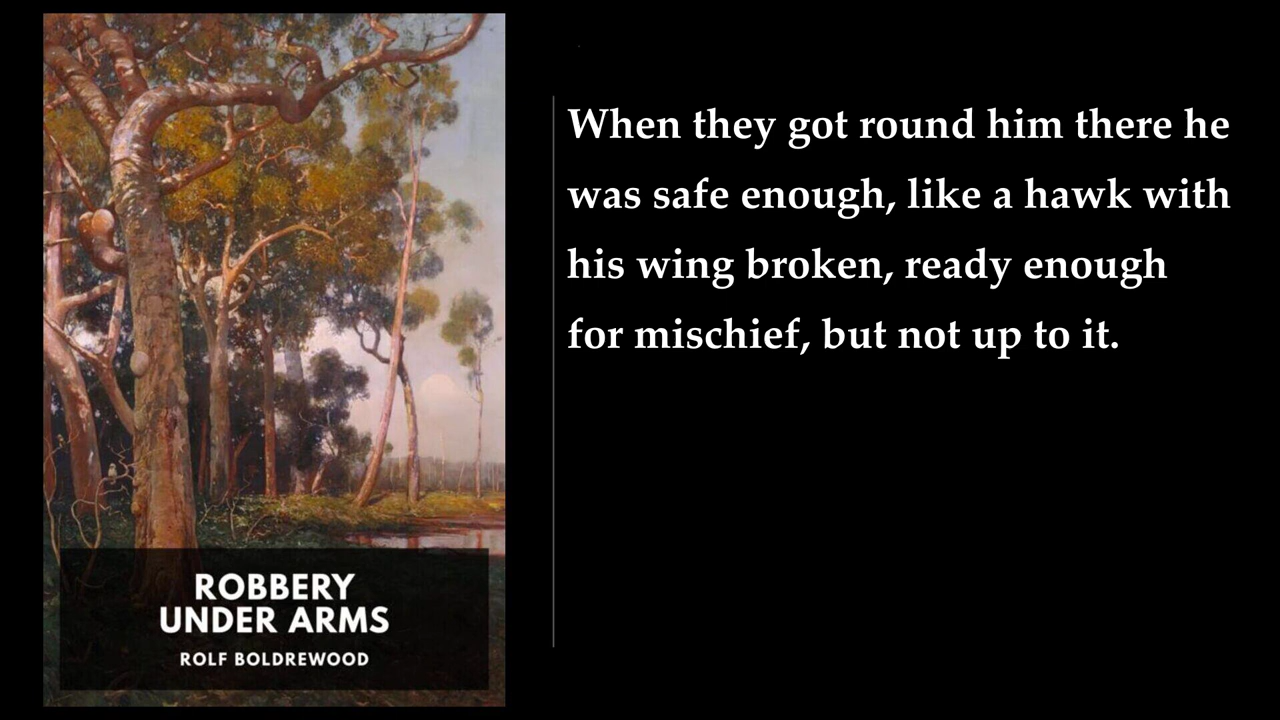 When they got round him there he
was safe enough, like a hawk with
his wing broken, ready enough
for mischief, but not up to it.
ROBBERY
UNDER ARMS
ROLF BOLDREWOOD